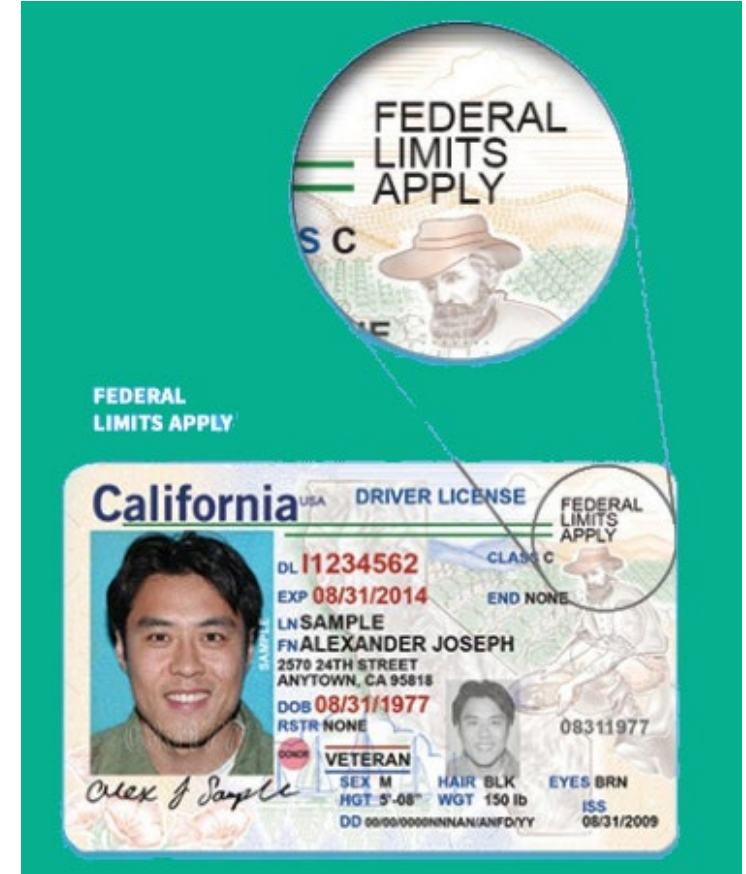 FEDERAL
LIMITS
APPLY
S C
FEDERAL
LIMITS APPLY
California USA DRIVER LICENSE
FEDERAL
LIMITS
APPLY
DL I1234562 CLASS C
EXP 08/31/2014 END NONE
LN SAMPLE
FN ALEXANDER JOSEPH
2570 24TH STREET
ANYTOWN, CA 95818
DOB 08/31/1977
RSTR NONE 08311977
SAMPLE
DONOR VETERAN
SEX M HAIR BLK EYES BRN
HGT 5'-08" WGT 150 lb ISS
DD 00/00/0000NNNAN/ANFD/YY 08/31/2009
Alex J Sample